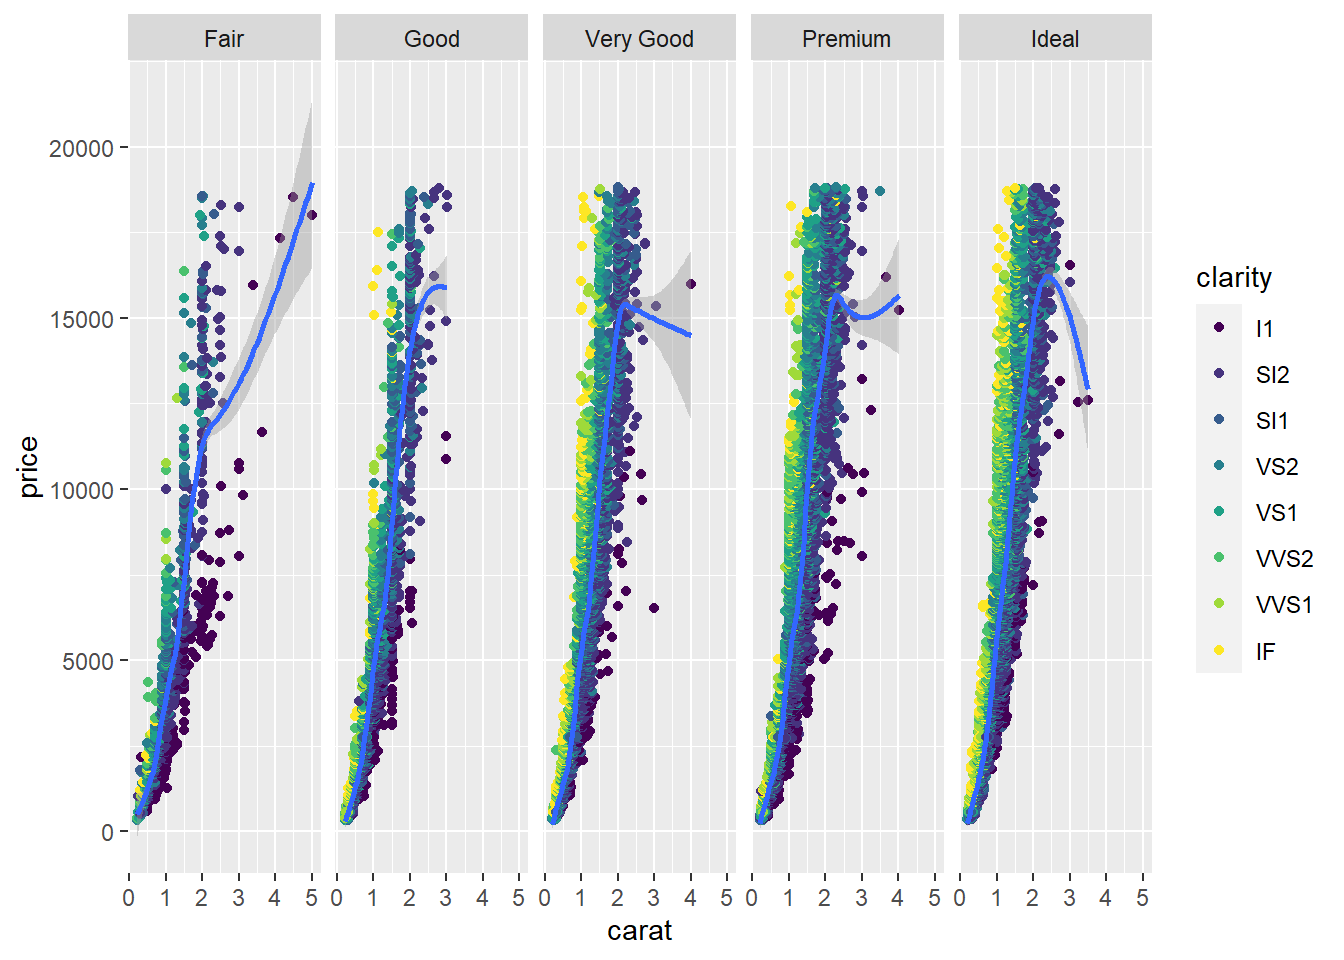 Fair Good Very Good Premium Ideal
20000
15000
10000
5000
0
price
0 1 2 3 4 5 0 1 2 3 4 5 0 1 2 3 4 5 0 1 2 3 4 5 0 1 2 3 4 5
carat
clarity
I1
SI2
SI1
VS2
VS1
VVS2
VVS1
IF